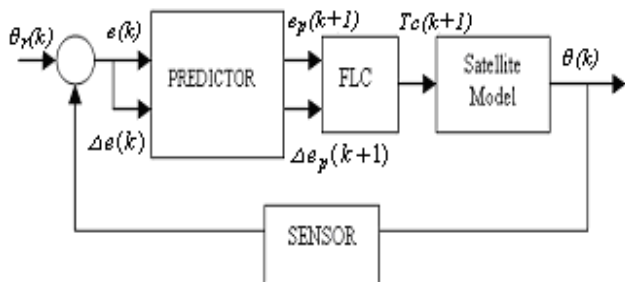 θr(k)
e(k)
Δe(k)
PREDICTOR
ep(k+1)
Δep(k+1)
FLC
Tc(k+1)
Satellite
Model
θ(k)
SENSOR